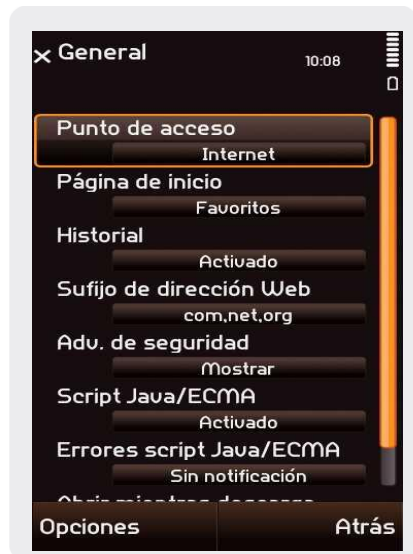 General
10:08
Punto de acceso
Internet
Página de inicio
Favoritos
Historial
Activado
Sufijo de dirección Web
com,net,org
Adv. de seguridad
Mostrar
Script Java/ECMA
Activado
Errores script Java/ECMA
Sin notificación
Opciones
Atrás